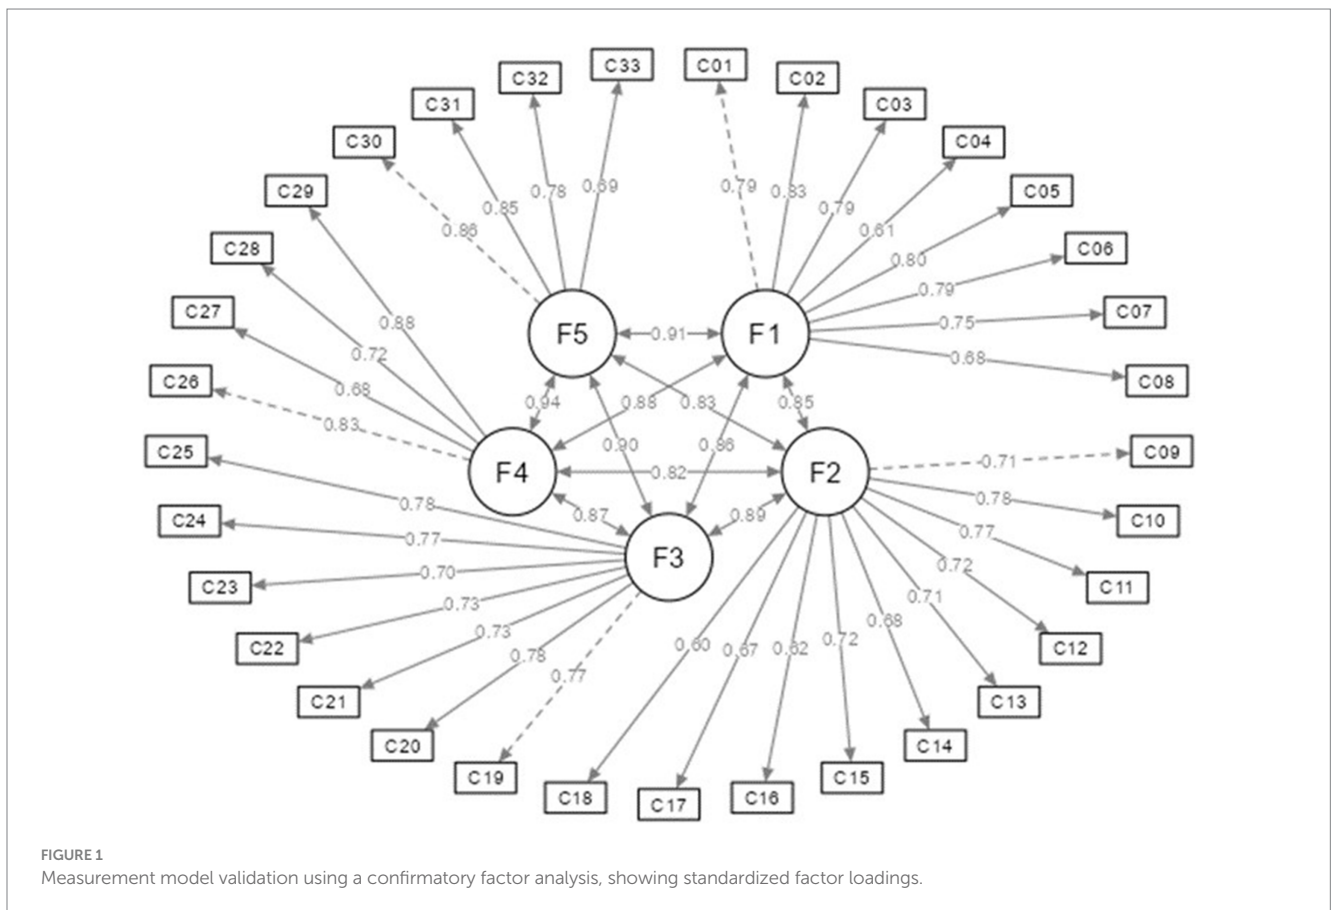 C33 C01
C32 C02
C31 C03
C30 C04
C29 C05
C28 C06
C27 C07
C26 C08
C25 C09
C24 C10
C23 C11
C22 C12
C21 C13
C20 C14
C19 C15
C18 C17 C16
0.86 0.85 0.78 0.69
0.79 0.83 0.79 0.61
0.80
0.79
0.75
0.68
0.88
0.72
0.68
0.83
F5 0.91 F1
0.94 0.88 0.83 0.85
0.90 0.86
F4 0.82 F2
0.87 0.89
F3
0.71
0.78
0.77
0.72
0.71
0.68
0.72
0.62
0.67
0.60
0.78
0.77
0.70
0.73
0.73
0.78
0.77
FIGURE 1
Measurement model validation using a confirmatory factor analysis, showing standardized factor loadings.